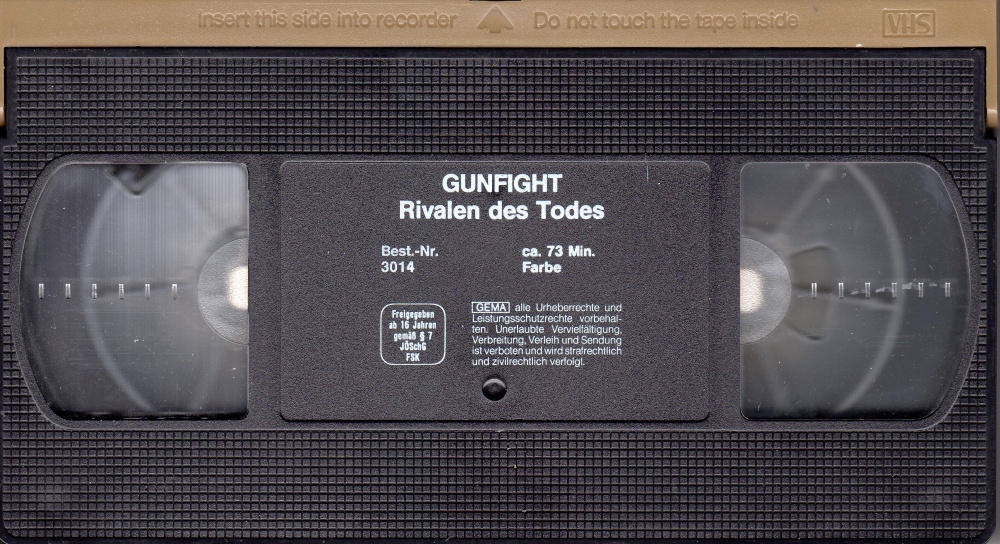 insert this side into recorder Do not touch the tape inside VHS
GUNFIGHT
Rivalen des Todes
Best.-Nr. ca. 73 Min.
3014 Farbe
Freigegeben
ab 16 Jahren
gemäß § 7
JÖSchG
FSK
GEMA alle Urheberrechte und
Leistungsschutzrechte vorbehal-
ten. Unerlaubte Vervielfältigung,
Verbreitung, Verleih und Sendung
ist verboten und wird strafrechtlich
und zivilrechtlich verfolgt.